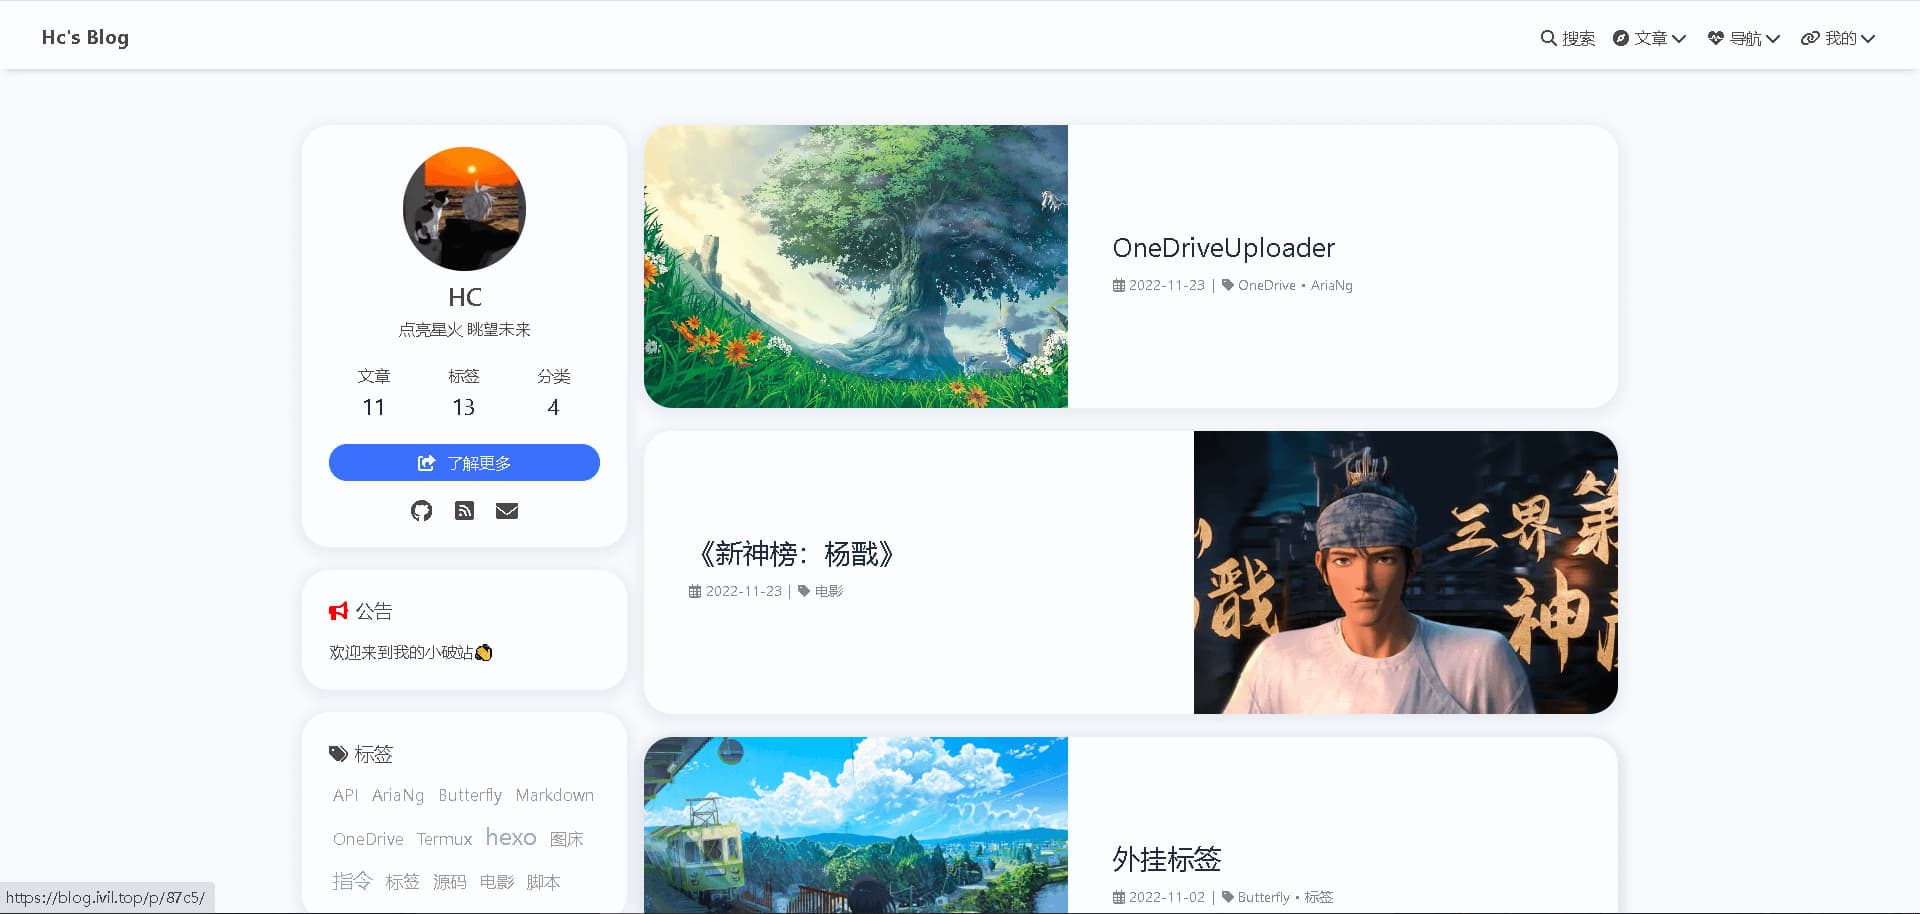 Hc's Blog
搜索 文章 导航 我的
HC
点亮星火 眺望未来
文章 标签 分类
11 13 4
了解更多
公告
欢迎来到我的小破站👏
标签
API AriaNg Butterfly Markdown
OneDrive Termux hexo 图床
指令 标签 源码 电影 脚本
OneDriveUploader
2022-11-23 | OneDrive • AriaNg
《新神榜：杨戬》
2022-11-23 | 电影
三界第
戬 神
外挂标签
2022-11-02 | Butterfly • 标签
https://blog.ivil.top/p/87c5/